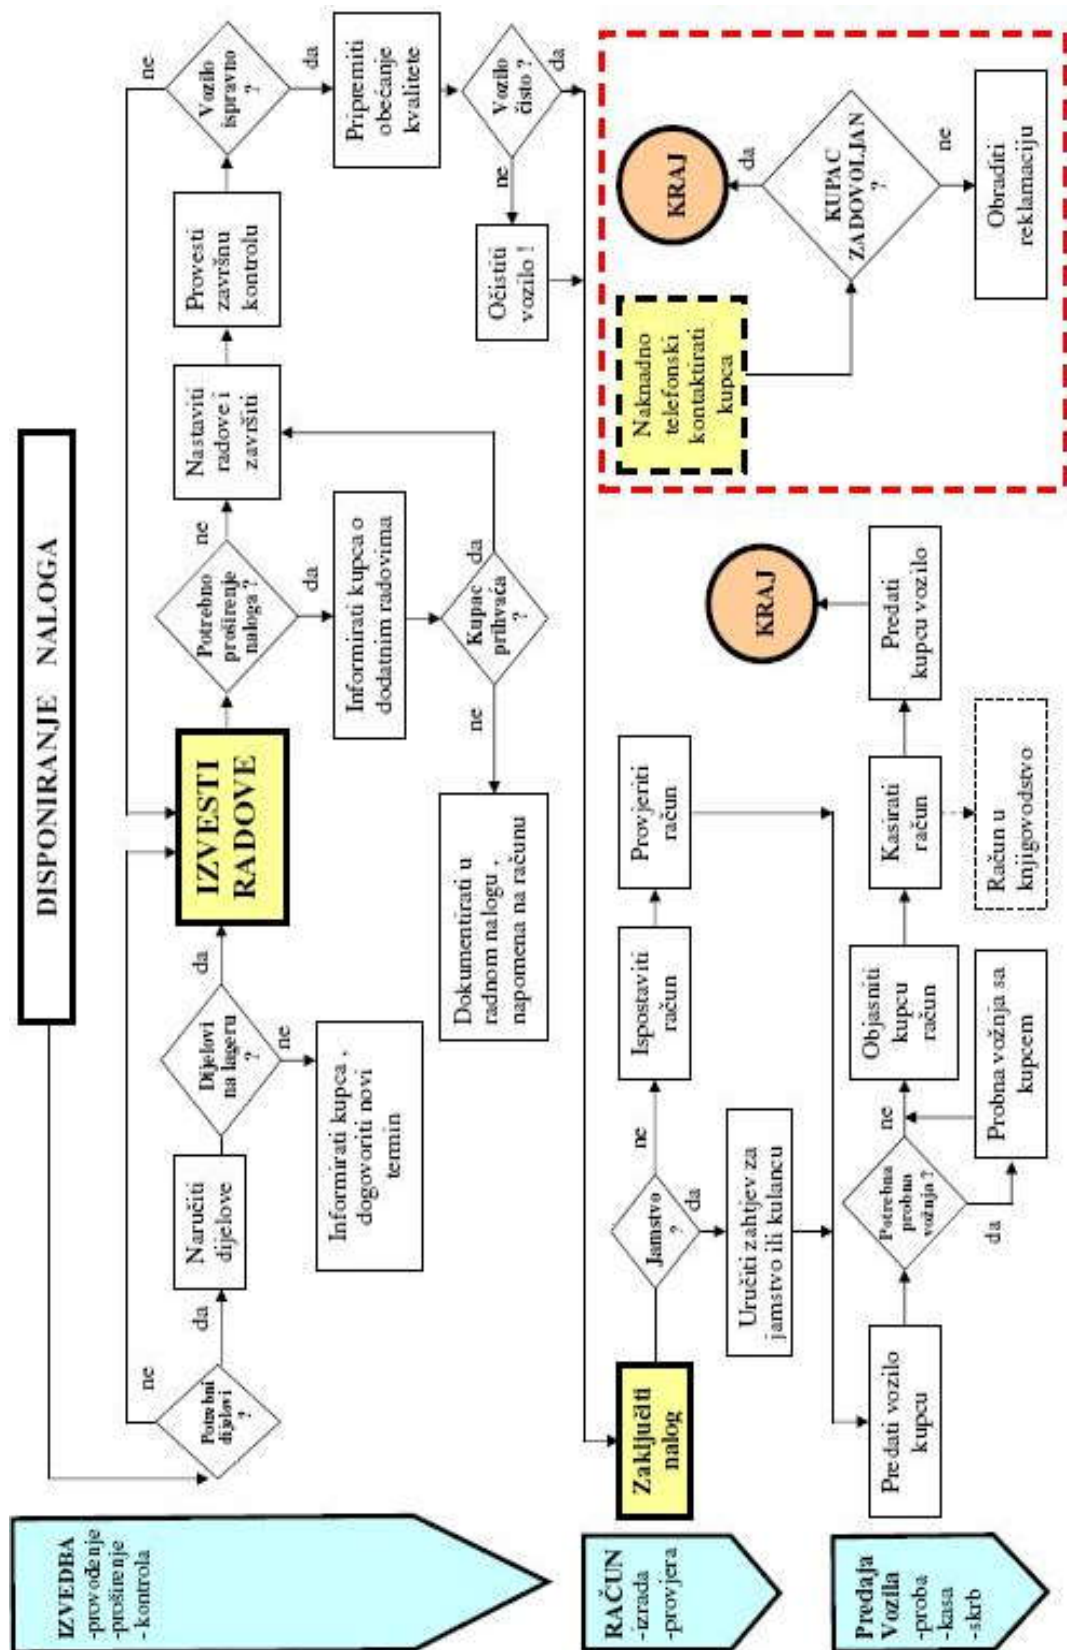 DISPONIRANJE NALOGA
IZVEDBA
-provođenje
-proširenje
- kontrola
Potrebni
dijelovi
?
ne
da
Naručiti
dijelove
Dijelovi
na lageru
?
da
ne
Informirati kupca ,
dogovoriti novi
termin
IZVESTI
RADOVE
Potrebno
proširenje
naloga ?
ne
da
Informirati kupca o
dodatnim radovima
Kupac
prihvaća
?
da
ne
Dokumentirati u
radnom nalogu ,
napomena na računu
Nastaviti
radove i
završiti
Provesti
završnu
kontrolu
Vozilo
ispravno
?
ne
da
Pripremiti
obećanje
kvalitete
Vozilo
čisto ?
da
ne
Očistiti
vozilo !
RAČUN
-izrada
-provjera
Zaključiti
nalog
Jamstvo
?
ne
da
Uručiti zahtjev za
jamstvo ili kulancu
Ispostaviti
račun
Provjeriti
račun
Predaja
Vozila
-proba
-kasa
-skrb
Predati vozilo
kupcu
Potrebna
probna
vožnja ?
ne
da
Probna vožnja sa
kupcem
Objasniti
kupcu
račun
Kasirati
račun
Račun u
knjigovodstvo
Predati
kupcu vozilo
KRAJ
Naknadno
telefonski
kontaktirati
kupca
KUPAC
ZADOVOLJAN
?
da
KRAJ
ne
Obraditi
reklamaciju